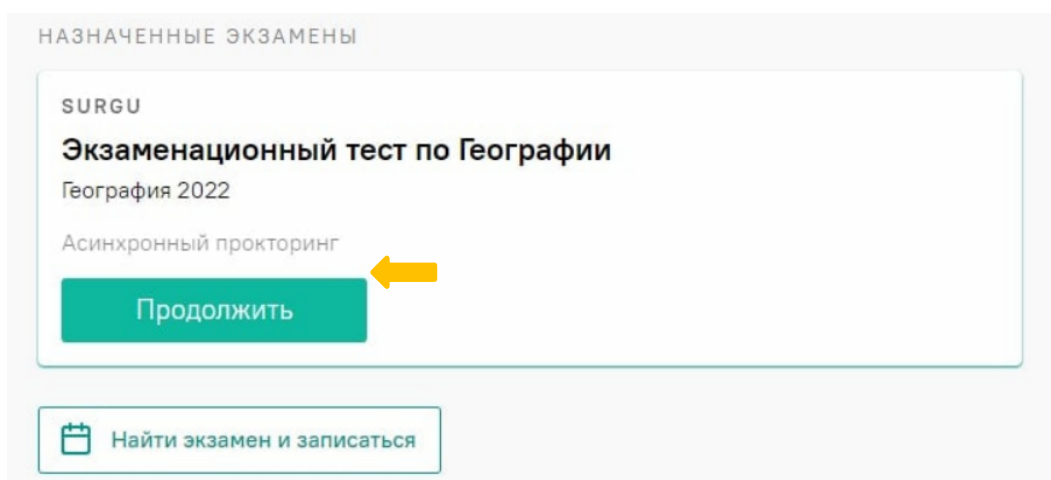 НАЗНАЧЕННЫЕ ЭКЗАМЕНЫ
SURGU
Экзаменационный тест по Географии
География 2022
Асинхронный прокторинг
Продолжить
Найти экзамен и записаться